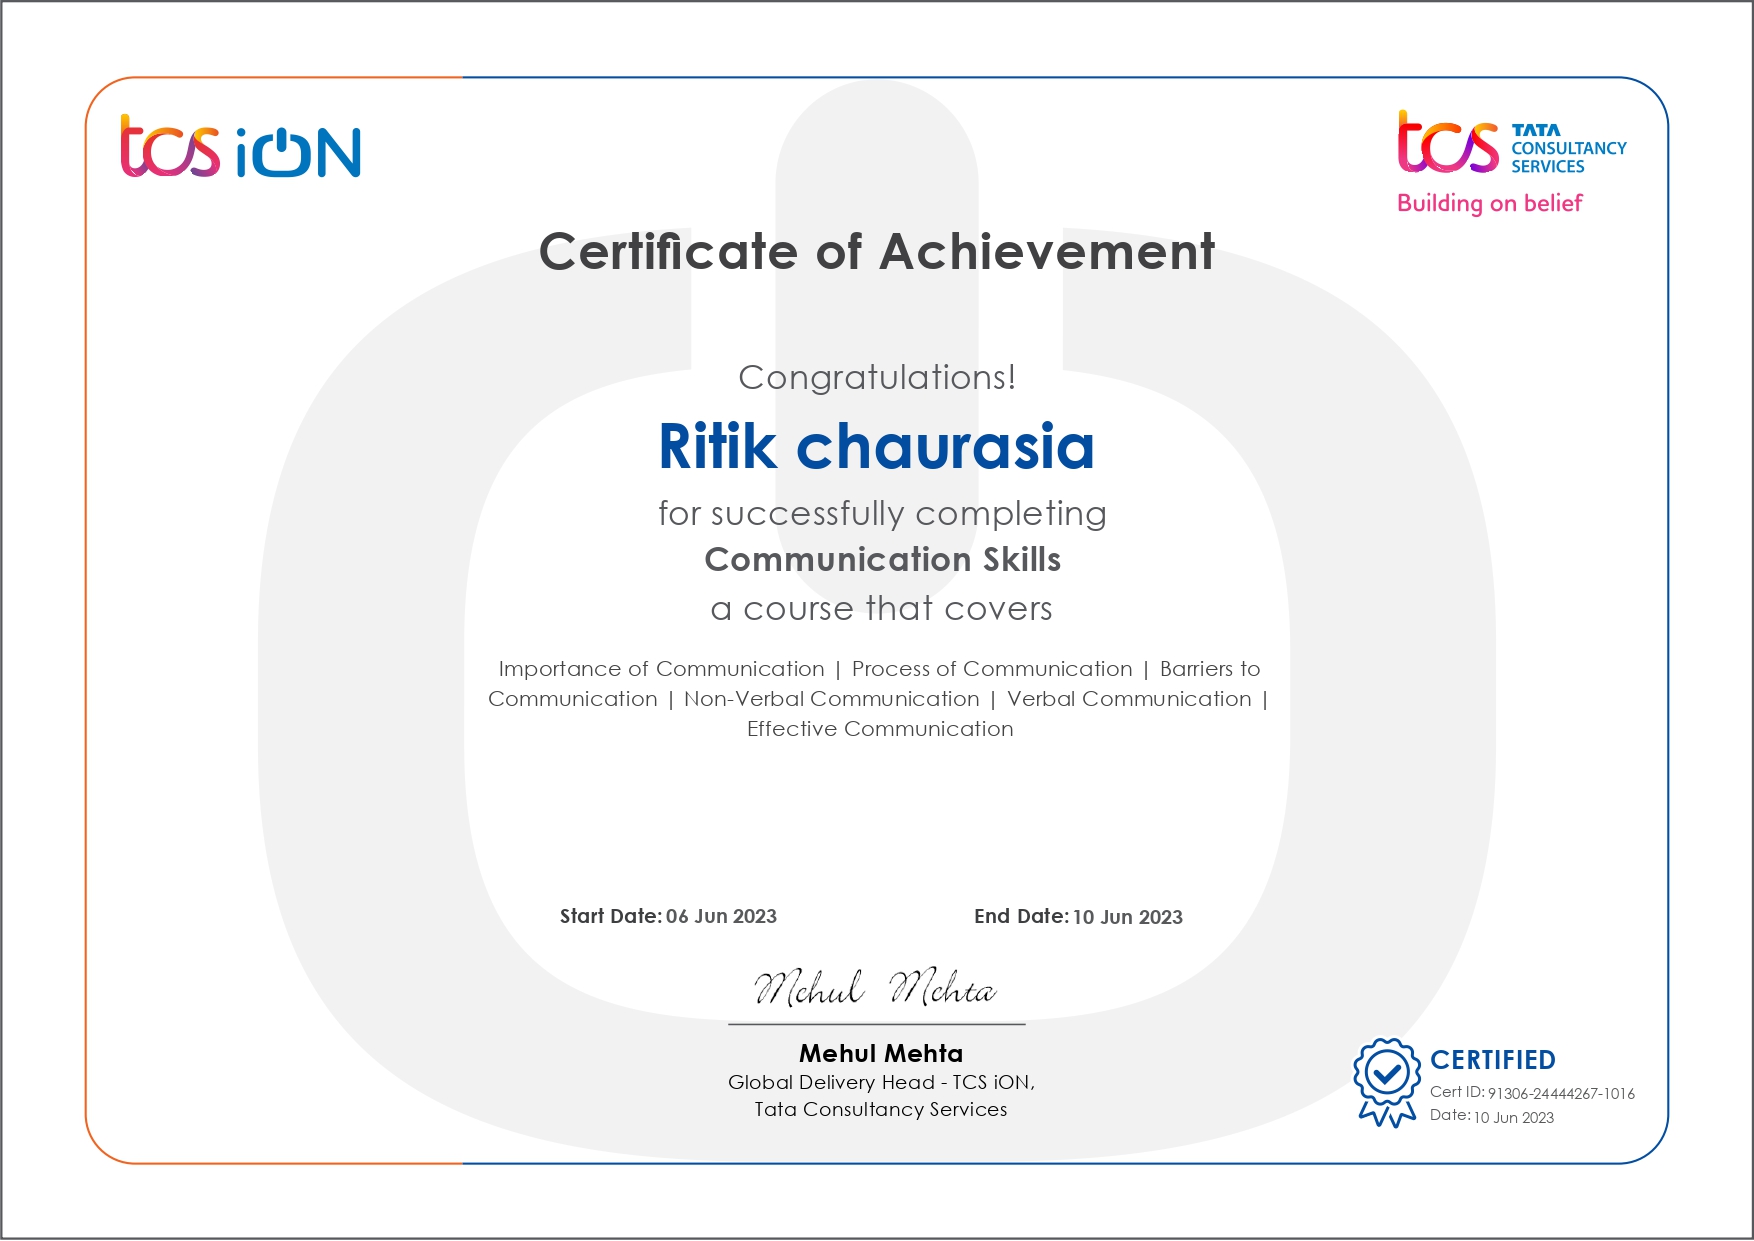 tcs iON
tcs TATA
CONSULTANCY
SERVICES
Building on belief
Certificate of Achievement
Congratulations!
Ritik chaurasia
for successfully completing
Communication Skills
a course that covers
Importance of Communication | Process of Communication | Barriers to
Communication | Non-Verbal Communication | Verbal Communication |
Effective Communication
Start Date: 06 Jun 2023
End Date: 10 Jun 2023
Mehul Mehta
Mehul Mehta
Global Delivery Head - TCS iON,
Tata Consultancy Services
CERTIFIED
Cert ID: 91306-24444267-1016
Date: 10 Jun 2023